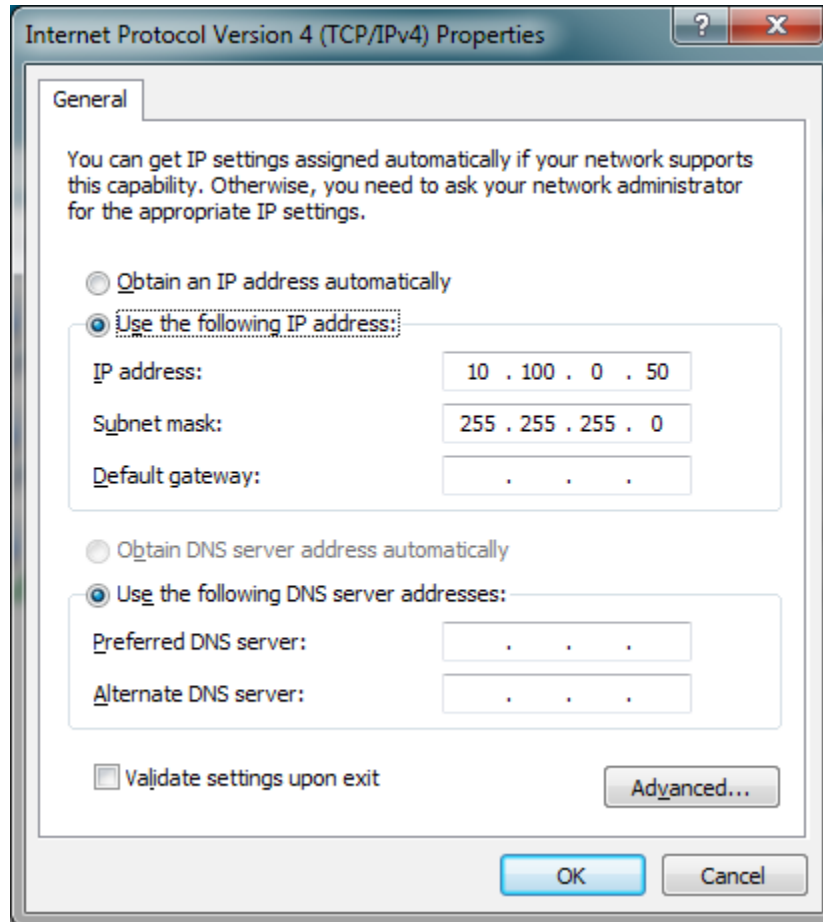 Internet Protocol Version 4 (TCP/IPv4) Properties
?
X
General
You can get IP settings assigned automatically if your network supports
this capability. Otherwise, you need to ask your network administrator
for the appropriate IP settings.
Obtain an IP address automatically
Use the following IP address:
IP address: 10 . 100 . 0 . 50
Subnet mask: 255 . 255 . 255 . 0
Default gateway: . . .
Obtain DNS server address automatically
Use the following DNS server addresses:
Preferred DNS server: . . .
Alternate DNS server: . . .
Validate settings upon exit
Advanced...
OK Cancel